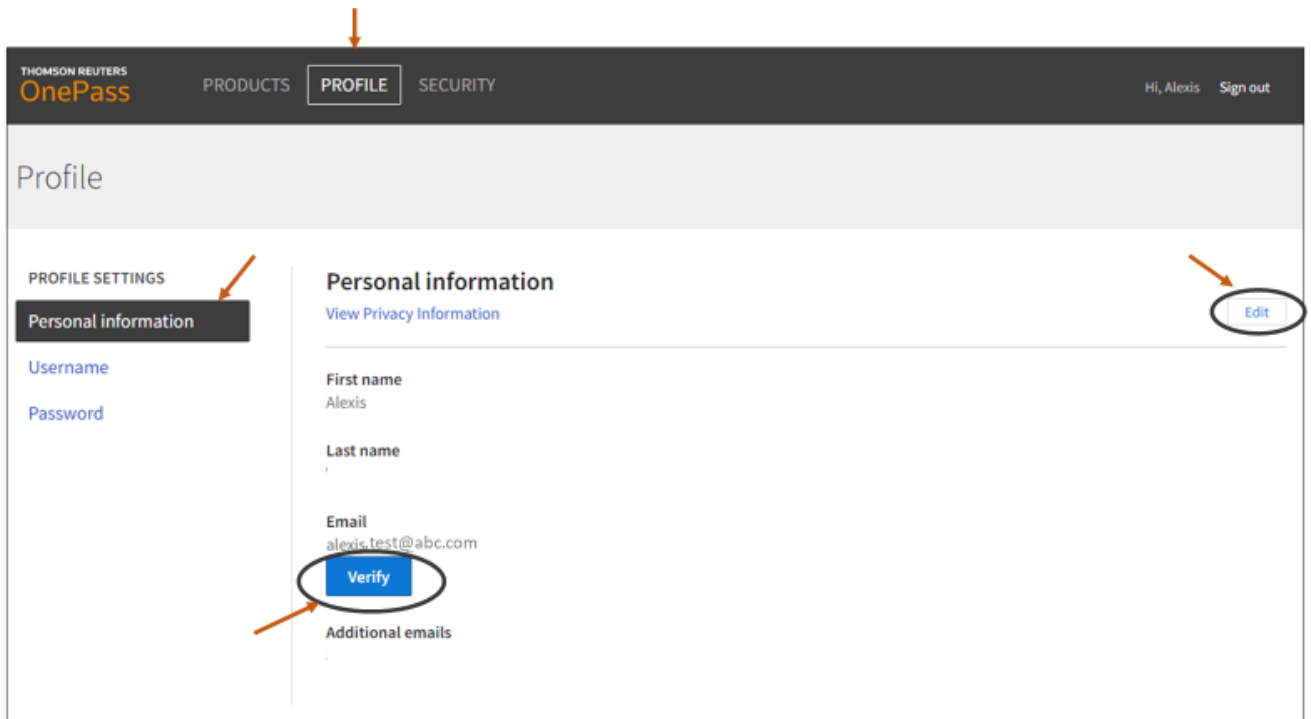 THOMSON REUTERS
OnePass
PRODUCTS PROFILE SECURITY
Hi, Alexis Sign out
Profile
PROFILE SETTINGS
Personal information
Username
Password
Personal information
View Privacy Information
Edit
First name
Alexis
Last name
Email
alexis.test@abc.com
Verify
Additional emails